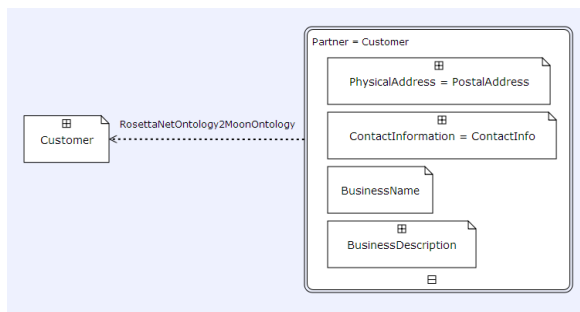 Partner = Customer
PhysicalAddress = PostalAddress
RosettaNetOntology2MoonOntology
ContactInformation = ContactInfo
Customer
BusinessName
BusinessDescription